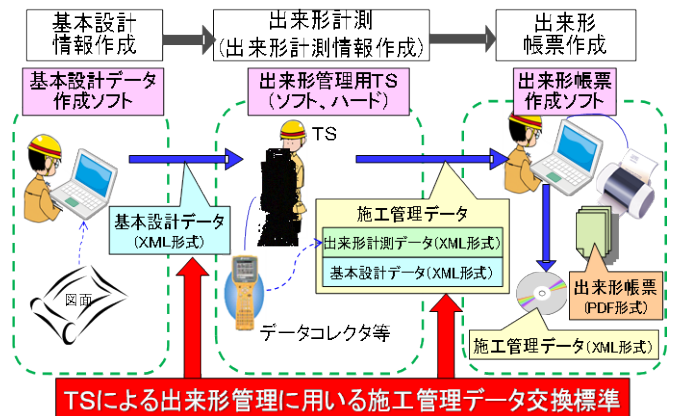 基本設計
情報作成
出来形計測
(出来形計測情報作成)
出来形
帳票作成
基本設計データ
作成ソフト
出来形管理用TS
(ソフト、ハード)
出来形帳票
作成ソフト
TS
基本設計データ
(XML形式)
施工管理データ
出来形計測データ(XML形式)
基本設計データ(XML形式)
図面
データコレクタ等
出来形帳票
(PDF形式)
施工管理データ(XML形式)
TSによる出来形管理に用いる施工管理データ交換標準